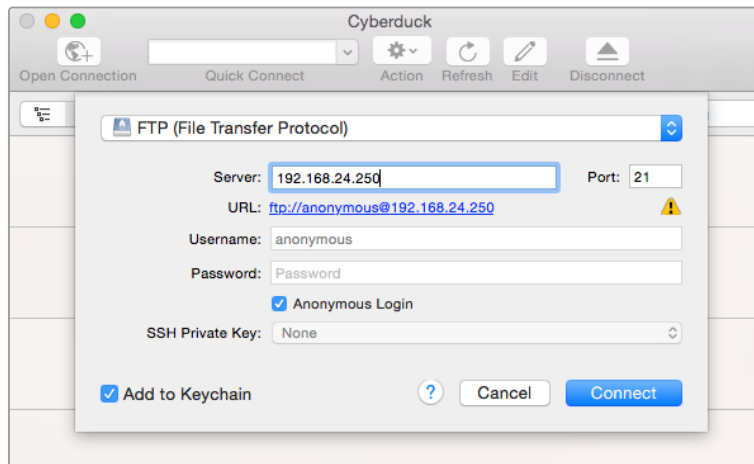 Cyberduck
Open Connection Quick Connect Action Refresh Edit Disconnect
FTP (File Transfer Protocol)
Server: 192.168.24.250 Port: 21
URL: ftp://anonymous@192.168.24.250
Username: anonymous
Password: Password
Anonymous Login
SSH Private Key: None
Add to Keychain ? Cancel Connect